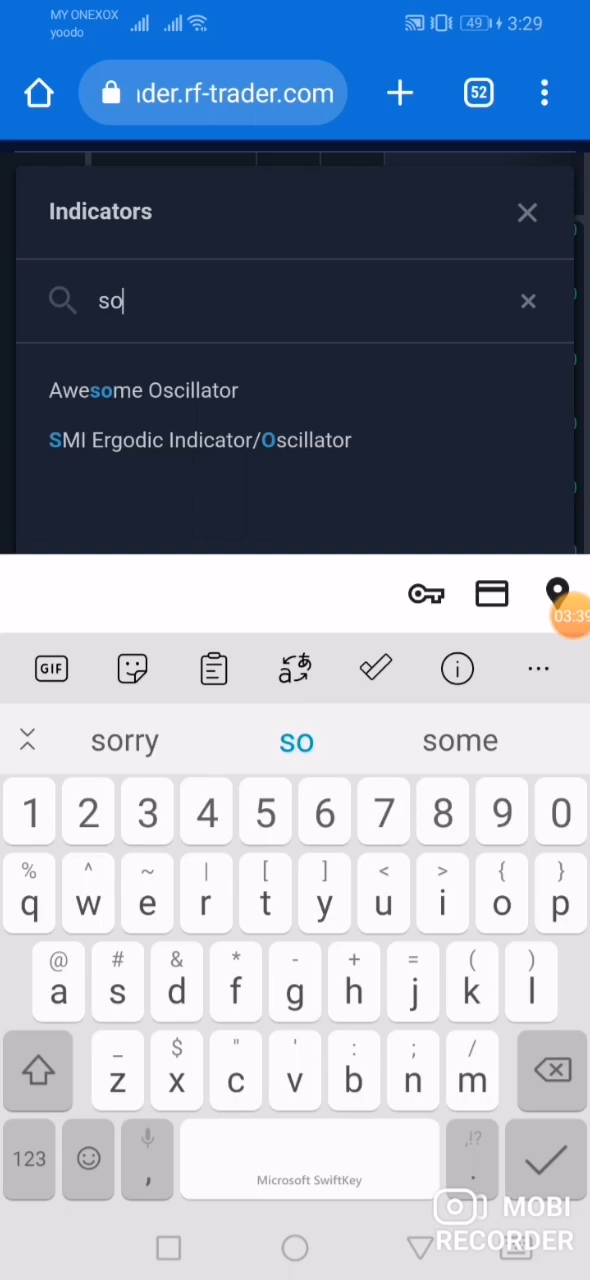 MY ONEXOX
yoodo
49
3:29
der.rf-trader.com
52
Indicators
so
Awesome Oscillator
SMI Ergodic Indicator/Oscillator
03:39
GIF
sorry so some
1 2 3 4 5 6 7 8 9 0
% ^ ~ | [ ] < > { }
q w e r t y u i o p
@ # & * - + = ( )
a s d f g h j k l
_ $ " ' : ; /
z x c v b n m
,!?
123 , Microsoft SwiftKey .
MOBI
RECORDER